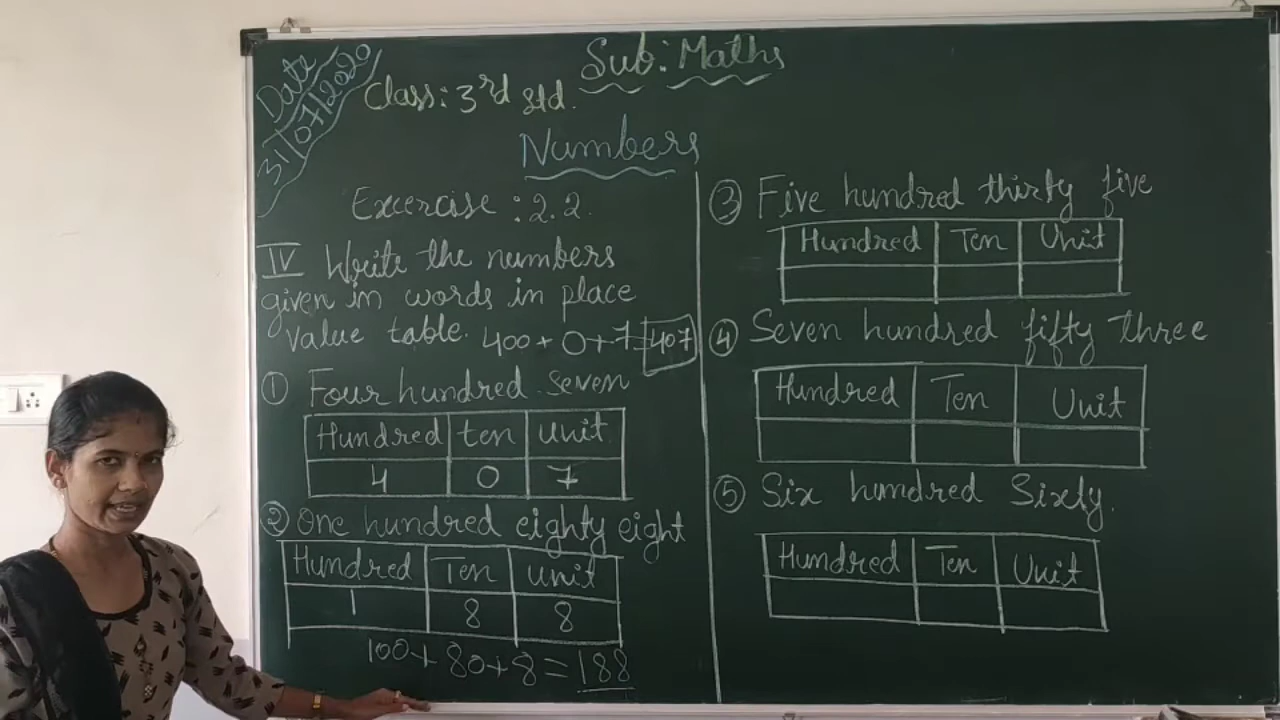 Date
31/07/2020
Sub: Maths
Class: 3rd std.
Numbers
Excercise: 2.2.
IV Write the numbers
given in words in place
value table. 400 + 0 + 7 = 407
① Four hundred seven
Hundred ten unit
4 0 7
② One hundred eighty eight
Hundred Ten unit
1 8 8
100 + 80 + 8 = 188
③ Five hundred thirty five
Hundred Ten Unit
④ Seven hundred fifty three
Hundred Ten Unit
⑤ Six hundred Sixty.
Hundred Ten Unit